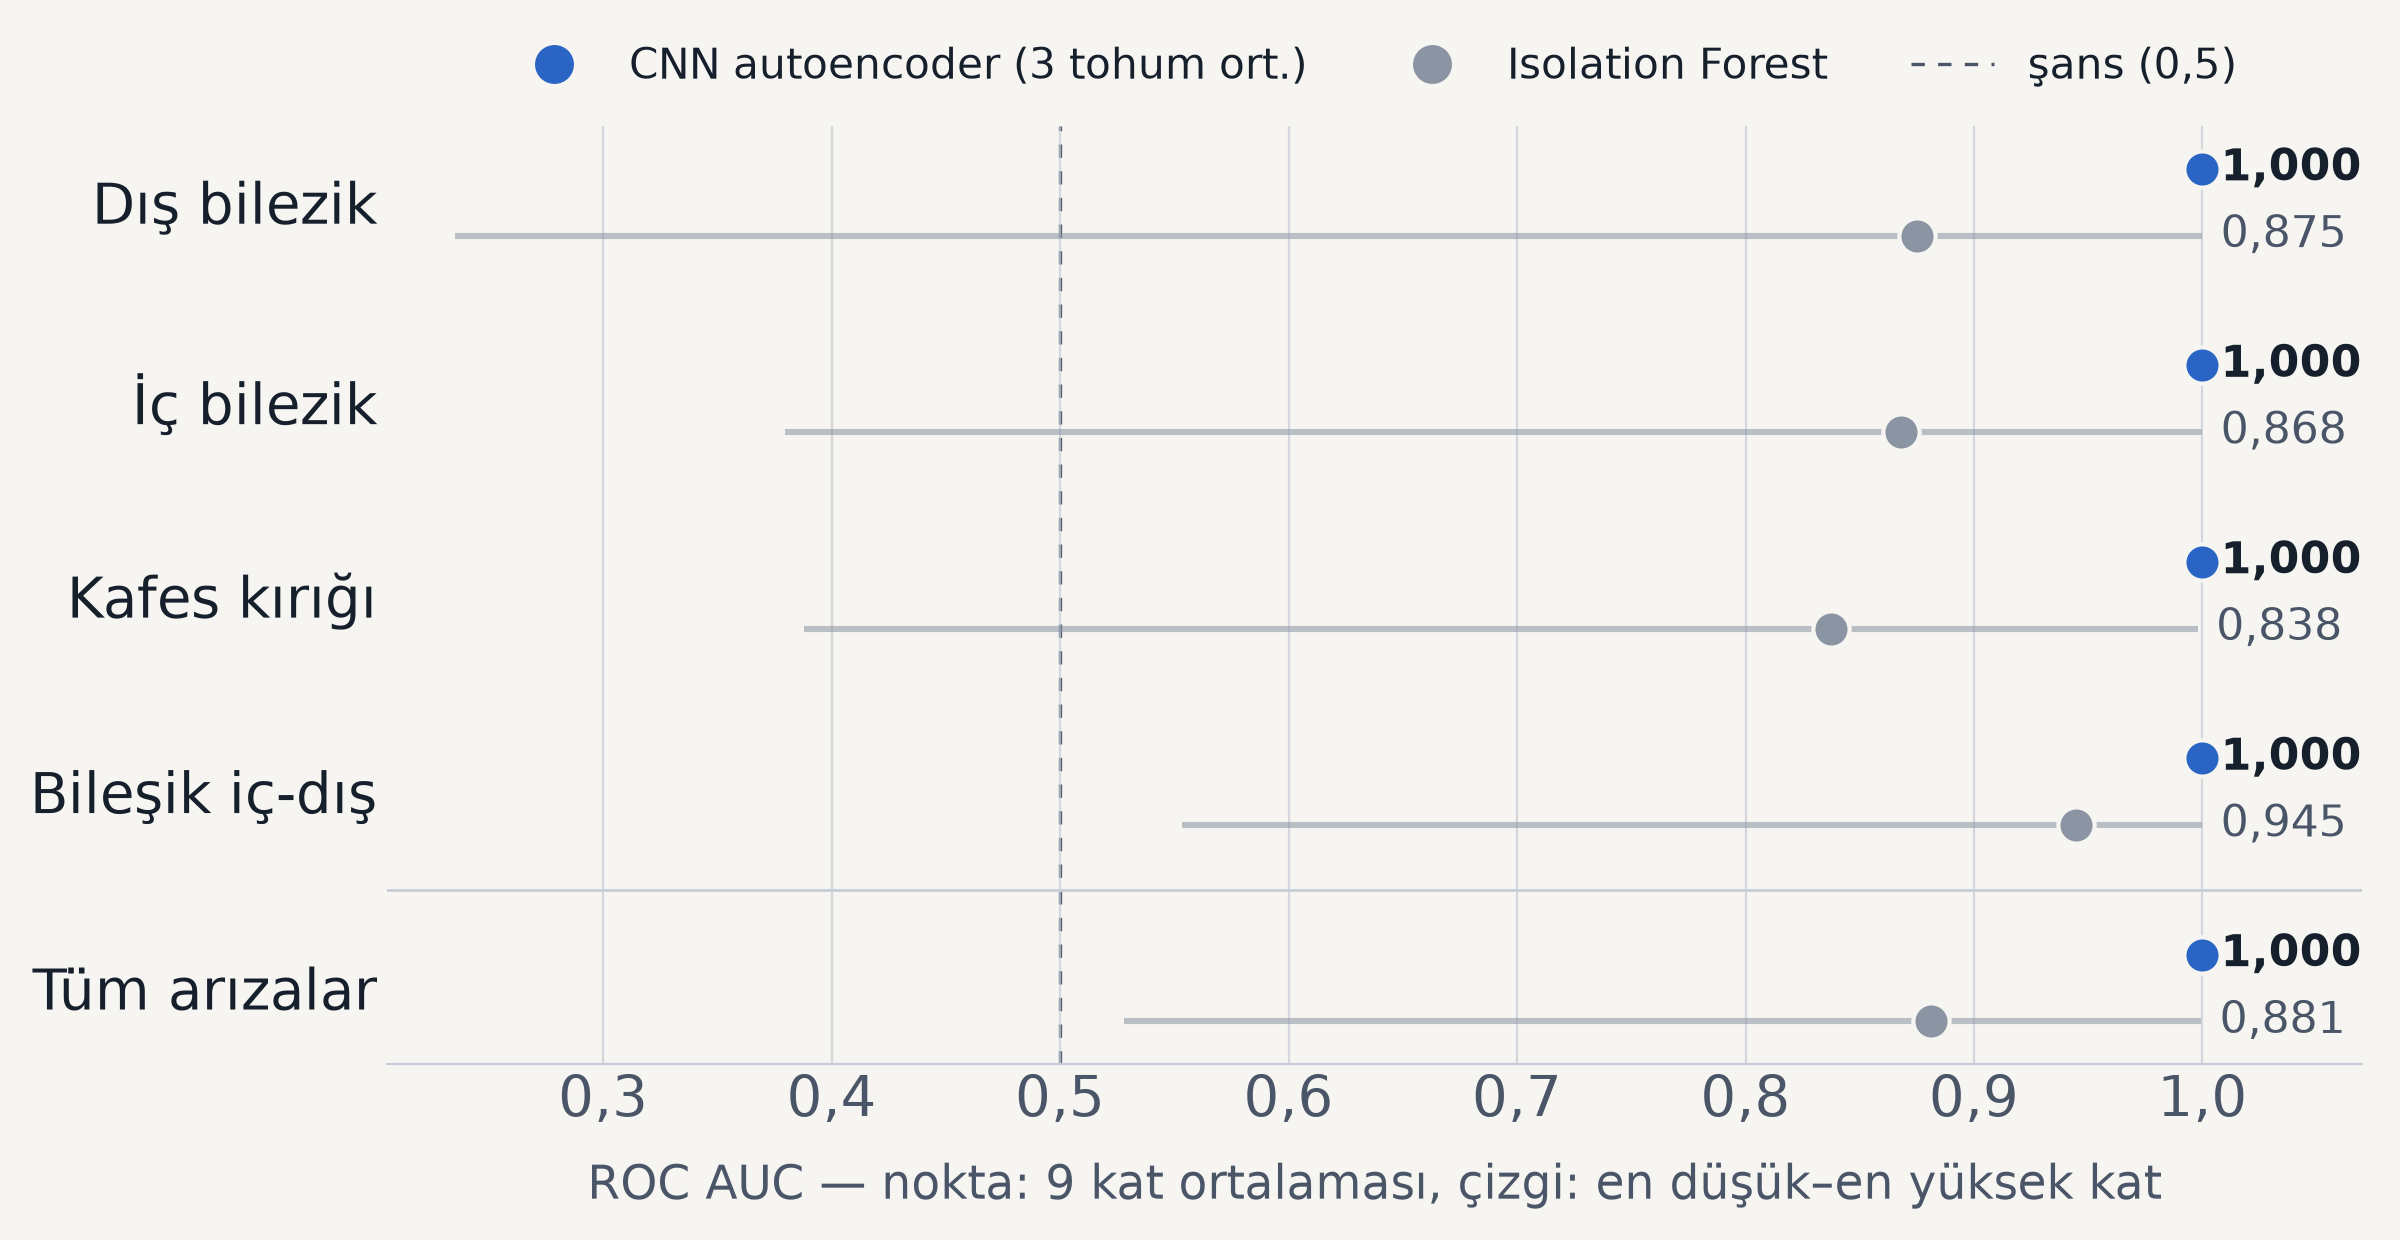 CNN autoencoder (3 tohum ort.) Isolation Forest şans (0,5)
Dış bilezik
1,000
0,875
İç bilezik
1,000
0,868
Kafes kırığı
1,000
0,838
Bileşik iç-dış
1,000
0,945
Tüm arızalar
1,000
0,881
0,3 0,4 0,5 0,6 0,7 0,8 0,9 1,0
ROC AUC — nokta: 9 kat ortalaması, çizgi: en düşük–en yüksek kat